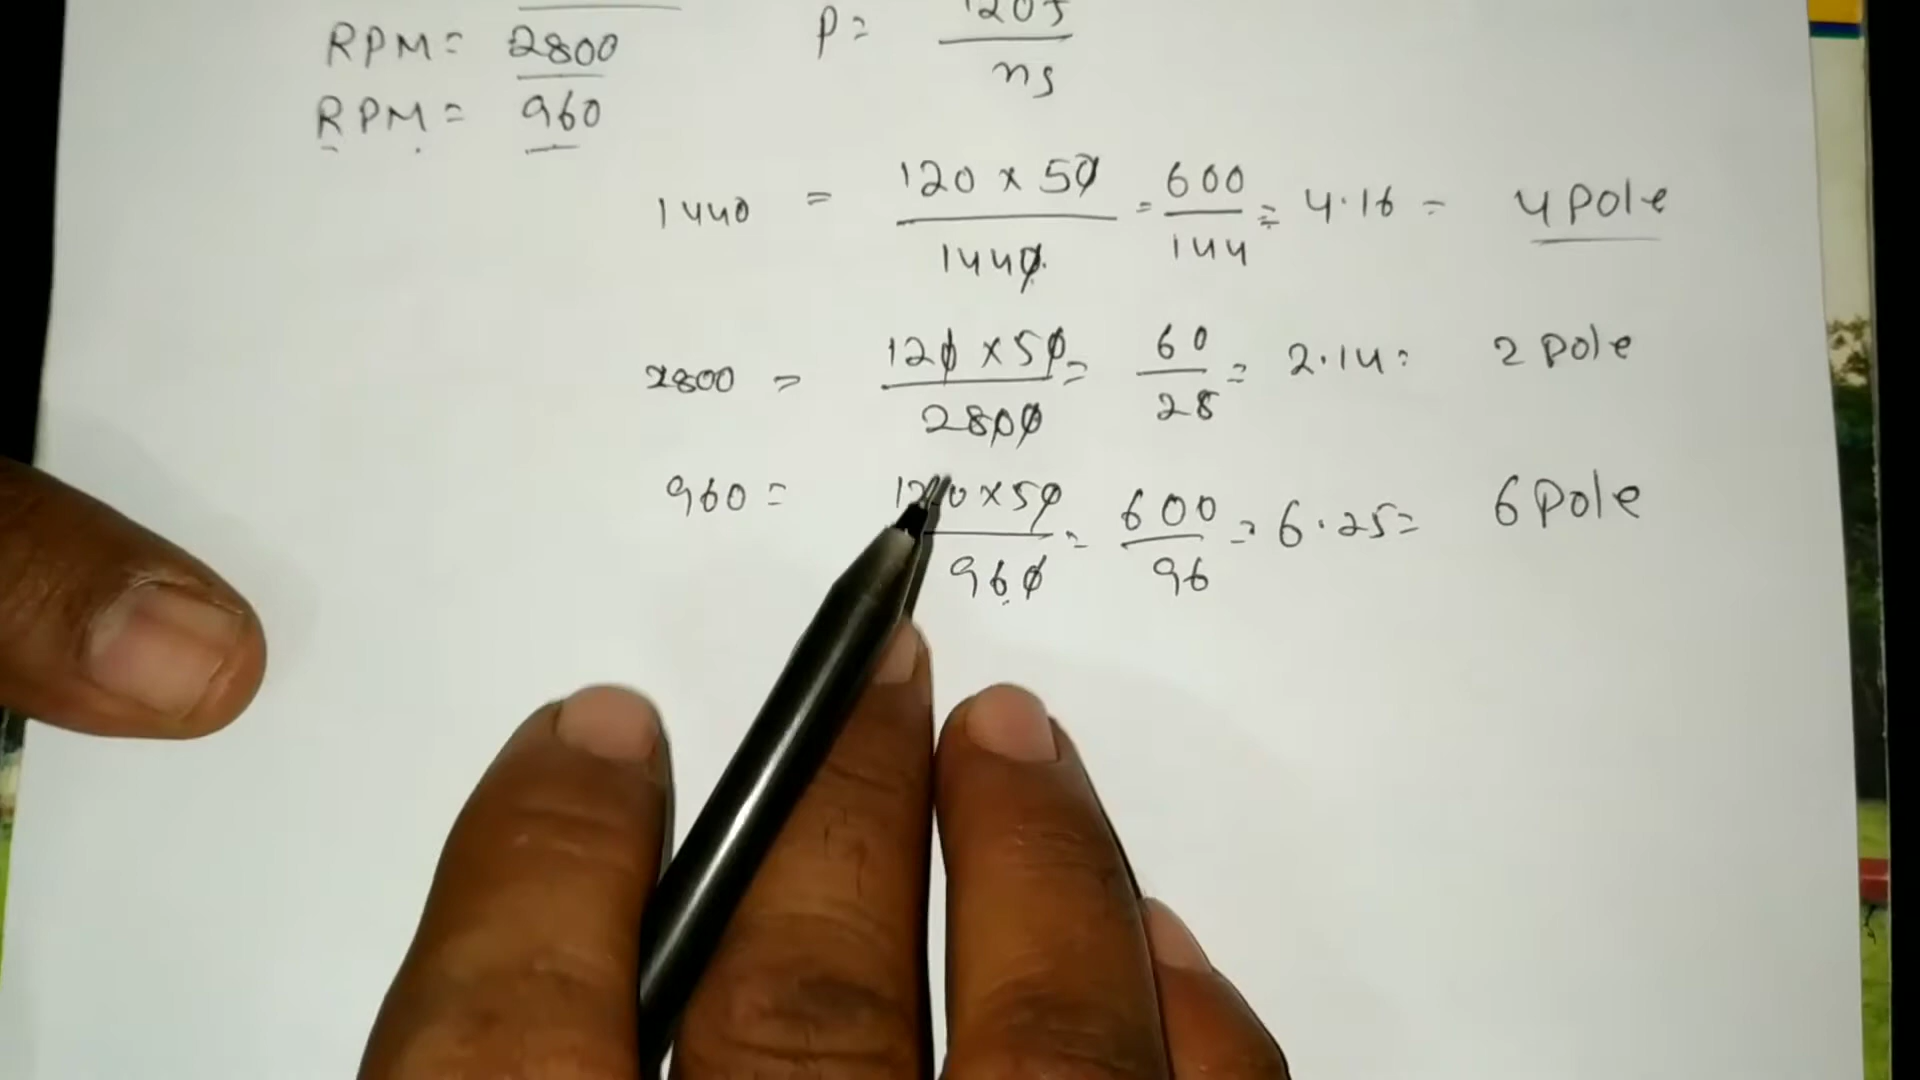 RPM= 2800
RPM= 960
P= 120f / ns
1440 = 120 x 50 / 1440 = 600 / 144 = 4.16 = 4 Pole
2800 = 120 x 50 / 2800 = 60 / 28 = 2.14 = 2 Pole
960 = 120 x 50 / 960 = 600 / 96 = 6.25 = 6 Pole